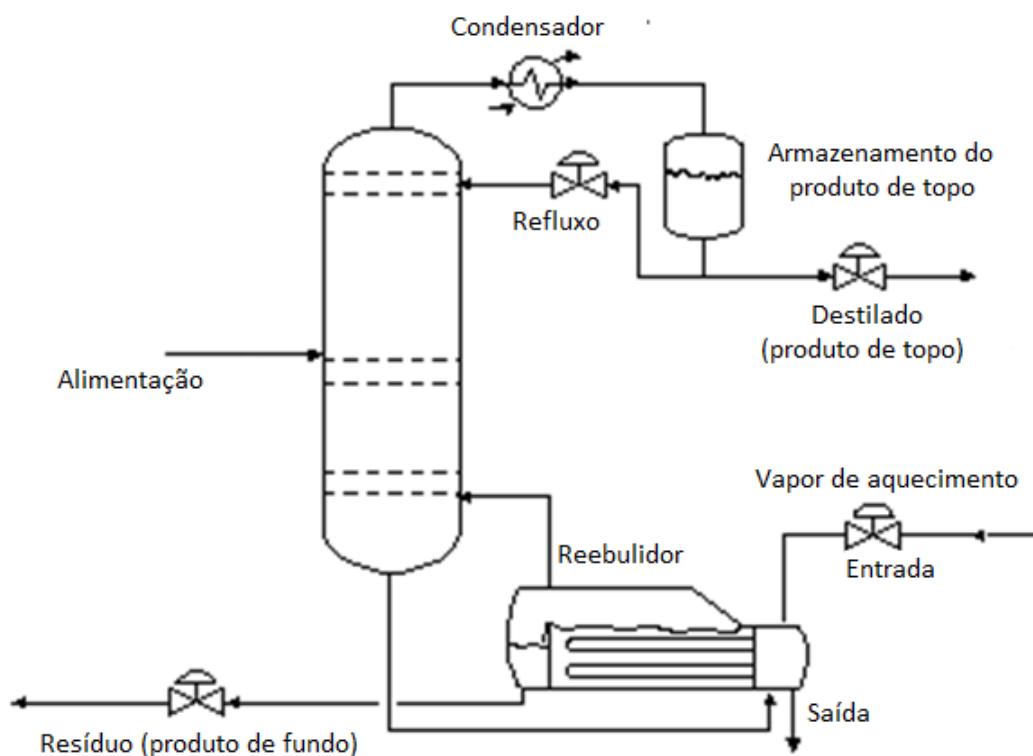 Condensador
Armazenamento do
produto de topo
Refluxo
Destilado
(produto de topo)
Alimentação
Vapor de aquecimento
Entrada
Reebulidor
Saída
Resíduo (produto de fundo)